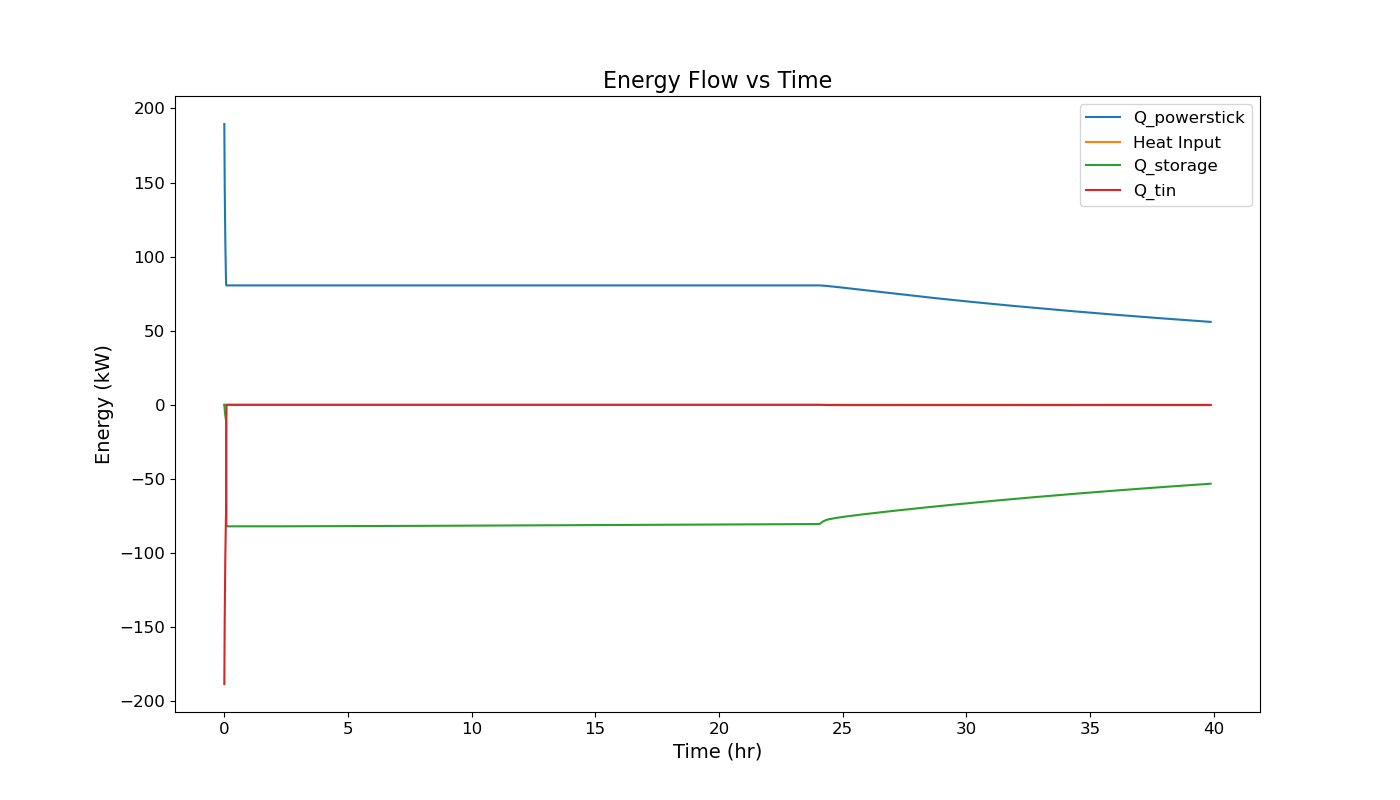 Energy Flow vs Time
Q_powerstick
Heat Input
Q_storage
Q_tin
200
150
100
50
0
−50
−100
−150
−200
Energy (kW)
0 5 10 15 20 25 30 35 40
Time (hr)